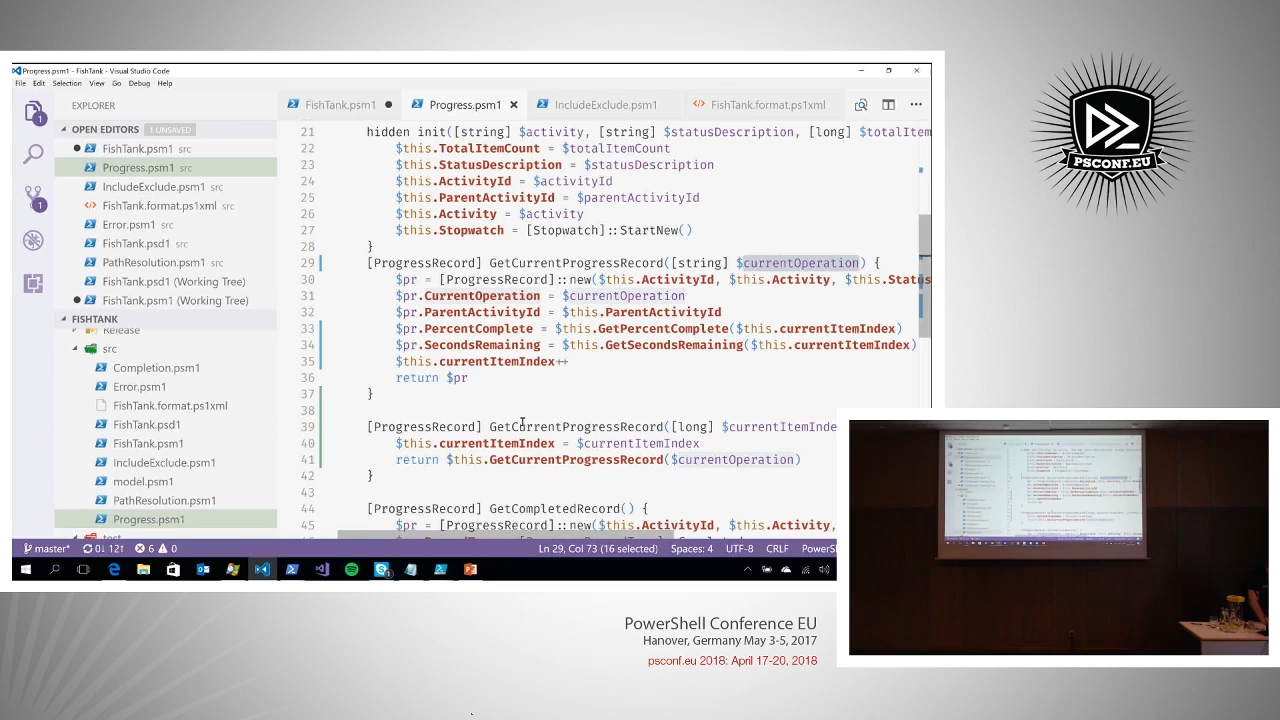 Progress.psm1 - FishTank - Visual Studio Code
File Edit Selection View Go Debug Help
EXPLORER
OPEN EDITORS 1 UNSAVED
FishTank.psm1 src
Progress.psm1 src
IncludeExclude.psm1 src
FishTank.format.ps1xml src
Error.psm1 src
FishTank.psd1 src
PathResolution.psm1 src
FishTank.psd1 (Working Tree)
FishTank.psm1 (Working Tree)
FISHTANK
Release
src
Completion.psm1
Error.psm1
FishTank.format.ps1xml
FishTank.psd1
FishTank.psm1
IncludeExclude.psm1
model.psm1
PathResolution.psm1
Progress.psm1
test
FishTank.psm1 Progress.psm1 IncludeExclude.psm1 FishTank.format.ps1xml
21 hidden init([string] $activity, [string] $statusDescription, [long] $totalItem
22 $this.TotalItemCount = $totalItemCount
23 $this.StatusDescription = $statusDescription
24 $this.ActivityId = $activityId
25 $this.ParentActivityId = $parentActivityId
26 $this.Activity = $activity
27 $this.Stopwatch = [Stopwatch]::StartNew()
28 }
29 [ProgressRecord] GetCurrentProgressRecord([string] $currentOperation) {
30 $pr = [ProgressRecord]::new($this.ActivityId, $this.Activity, $this.Status
31 $pr.CurrentOperation = $currentOperation
32 $pr.ParentActivityId = $this.ParentActivityId
33 $pr.PercentComplete = $this.GetPercentComplete($this.currentItemIndex)
34 $pr.SecondsRemaining = $this.GetSecondsRemaining($this.currentItemIndex)
35 $this.currentItemIndex++
36 return $pr
37 }
38
39 [ProgressRecord] GetCurrentProgressRecord([long] $currentItemInde
40 $this.currentItemIndex = $currentItemIndex
41 return $this.GetCurrentProgressRecord($currentOpera
42 }
43
44 [ProgressRecord] GetCompletedRecord() {
45 $pr = [ProgressRecord]::new($this.ActivityId, $this.Activity,
master* 0↓ 12↑ 6 0 Ln 29, Col 73 (16 selected) Spaces: 4 UTF-8 CRLF PowerS
PSCONF.EU
PowerShell Conference EU
Hanover, Germany May 3-5, 2017
psconf.eu 2018: April 17-20, 2018